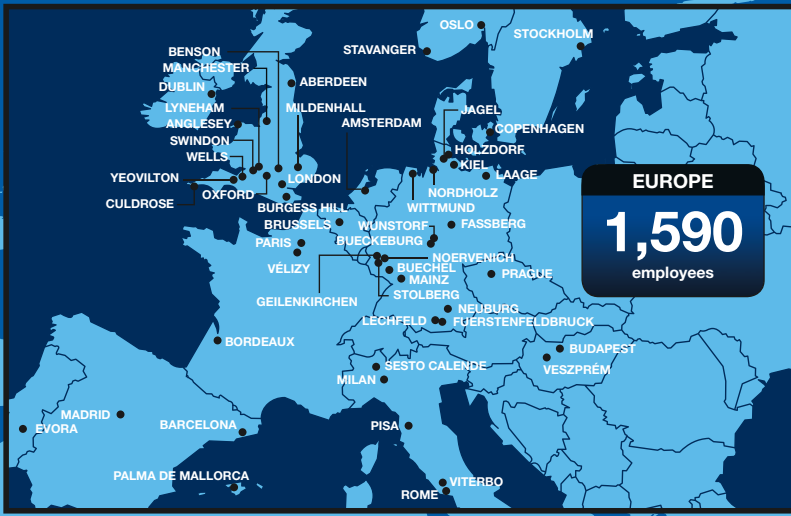 OSLO
STOCKHOLM
STAVANGER
BENSON
MANCHESTER
DUBLIN
ABERDEEN
LYNEHAM
MILDENHALL
JAGEL
ANGLESEY
AMSTERDAM
COPENHAGEN
SWINDON
HOLZDORF
WELLS
KIEL
YEOVILTON
LONDON
LAAGE
OXFORD
NORDHOLZ
CULDROSE
BURGESS HILL
WITTMUND
BRUSSELS
WUNSTORF
FASSBERG
PARIS
BUECKEBURG
NOERVENICH
VÉLIZY
BUECHEL
PRAGUE
MAINZ
GEILENKIRCHEN
STOLBERG
NEUBURG
LECHFELD
FUERSTENFELDBRUCK
BORDEAUX
BUDAPEST
SESTO CALENDE
VESZPRÉM
MILAN
MADRID
EVORA
BARCELONA
PISA
PALMA DE MALLORCA
VITERBO
ROME
EUROPE
1,590
employees